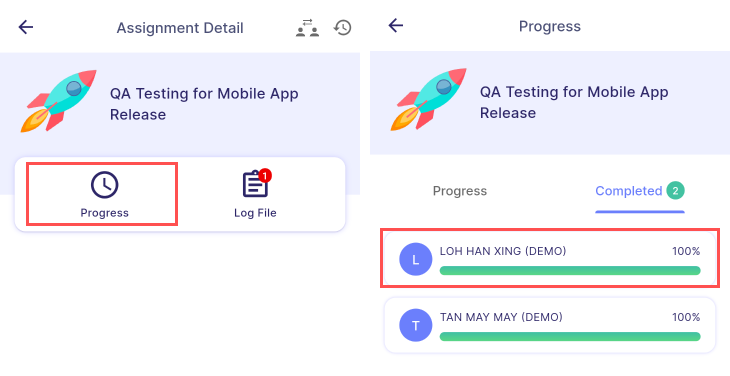 Assignment Detail
QA Testing for Mobile App
Release
Progress
Log File
1
Progress
QA Testing for Mobile App
Release
Progress
Completed 2
L
LOH HAN XING (DEMO) 100%
T
TAN MAY MAY (DEMO) 100%